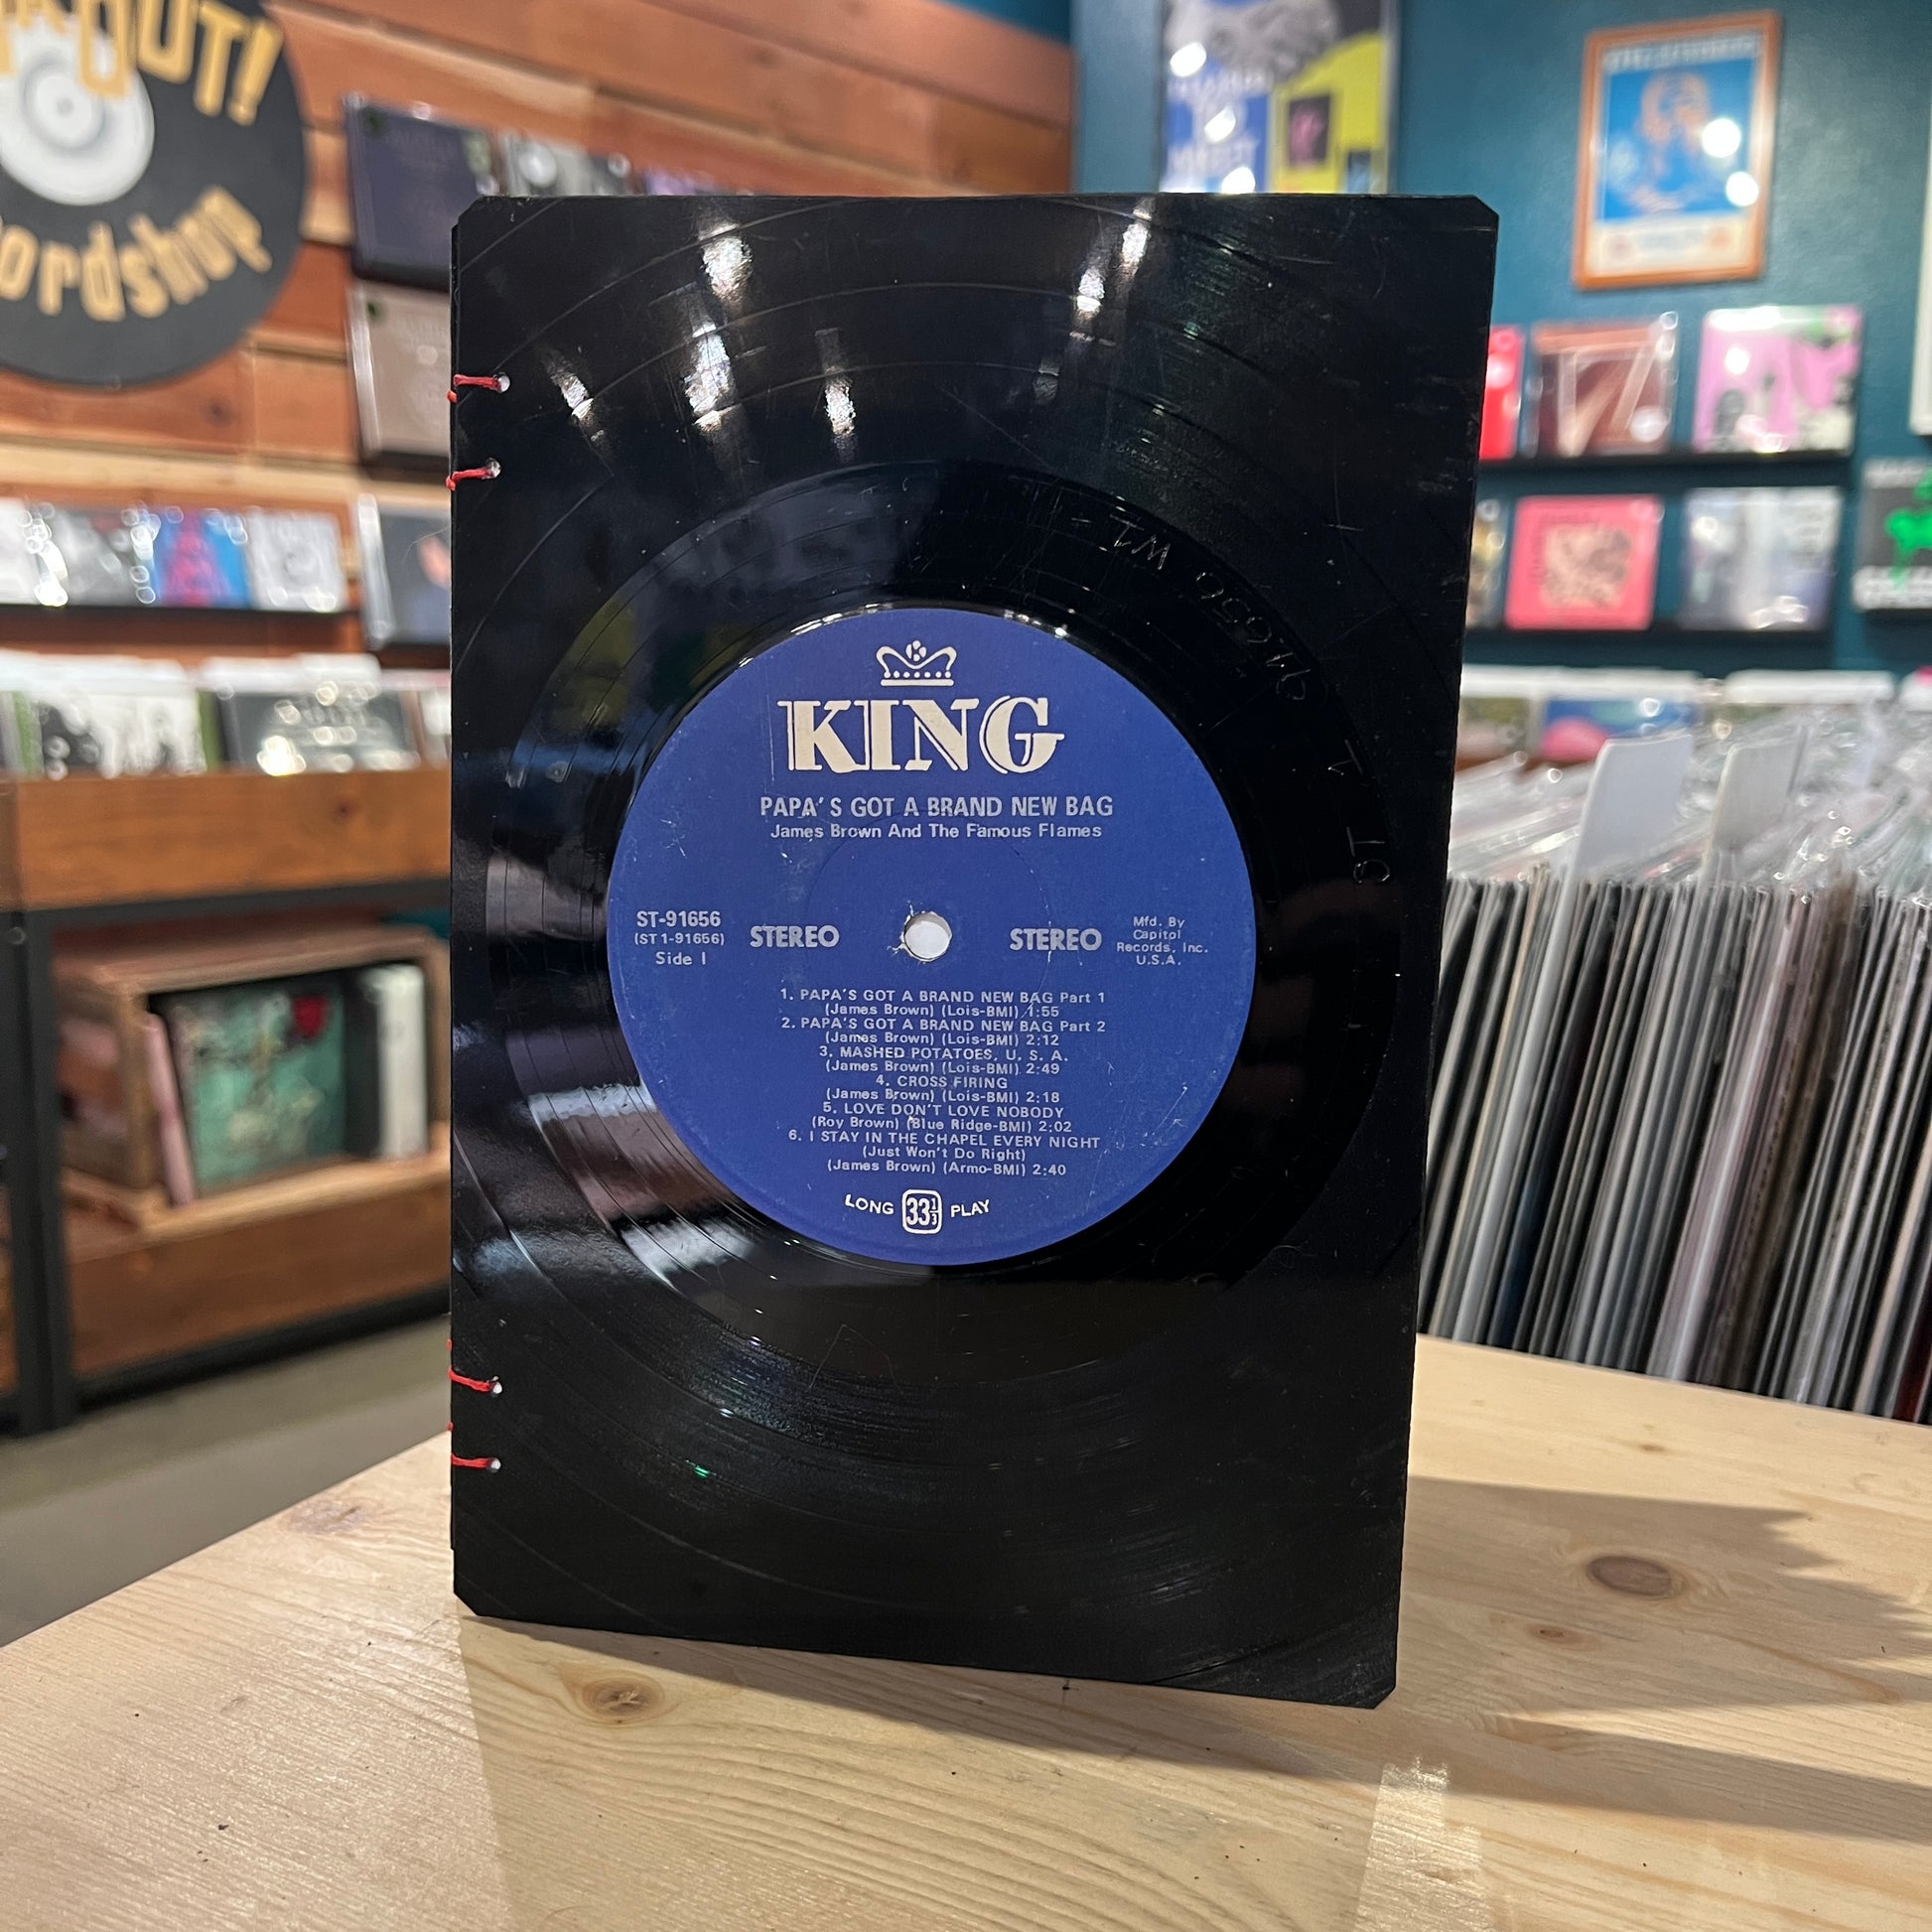 OUT!
KING
PAPA'S GOT A BRAND NEW BAG
James Brown And The Famous Flames
ST-91656
(ST 1-91656)
Side 1
STEREO
STEREO
Mfd. By
Capitol
Records, Inc.
U.S.A.
1. PAPA'S GOT A BRAND NEW BAG Part 1
(James Brown) (Lois-BMI) 1:55
2. PAPA'S GOT A BRAND NEW BAG Part 2
(James Brown) (Lois-BMI) 2:12
3. MASHED POTATOES, U. S. A.
(James Brown) (Lois-BMI) 2:49
4. CROSS FIRING
(James Brown) (Lois-BMI) 2:18
5. LOVE DON'T LOVE NOBODY
(Roy Brown) (Blue Ridge-BMI) 2:02
6. I STAY IN THE CHAPEL EVERY NIGHT
(Just Won't Do Right)
(James Brown) (Armo-BMI) 2:40
LONG 33 1/3 PLAY